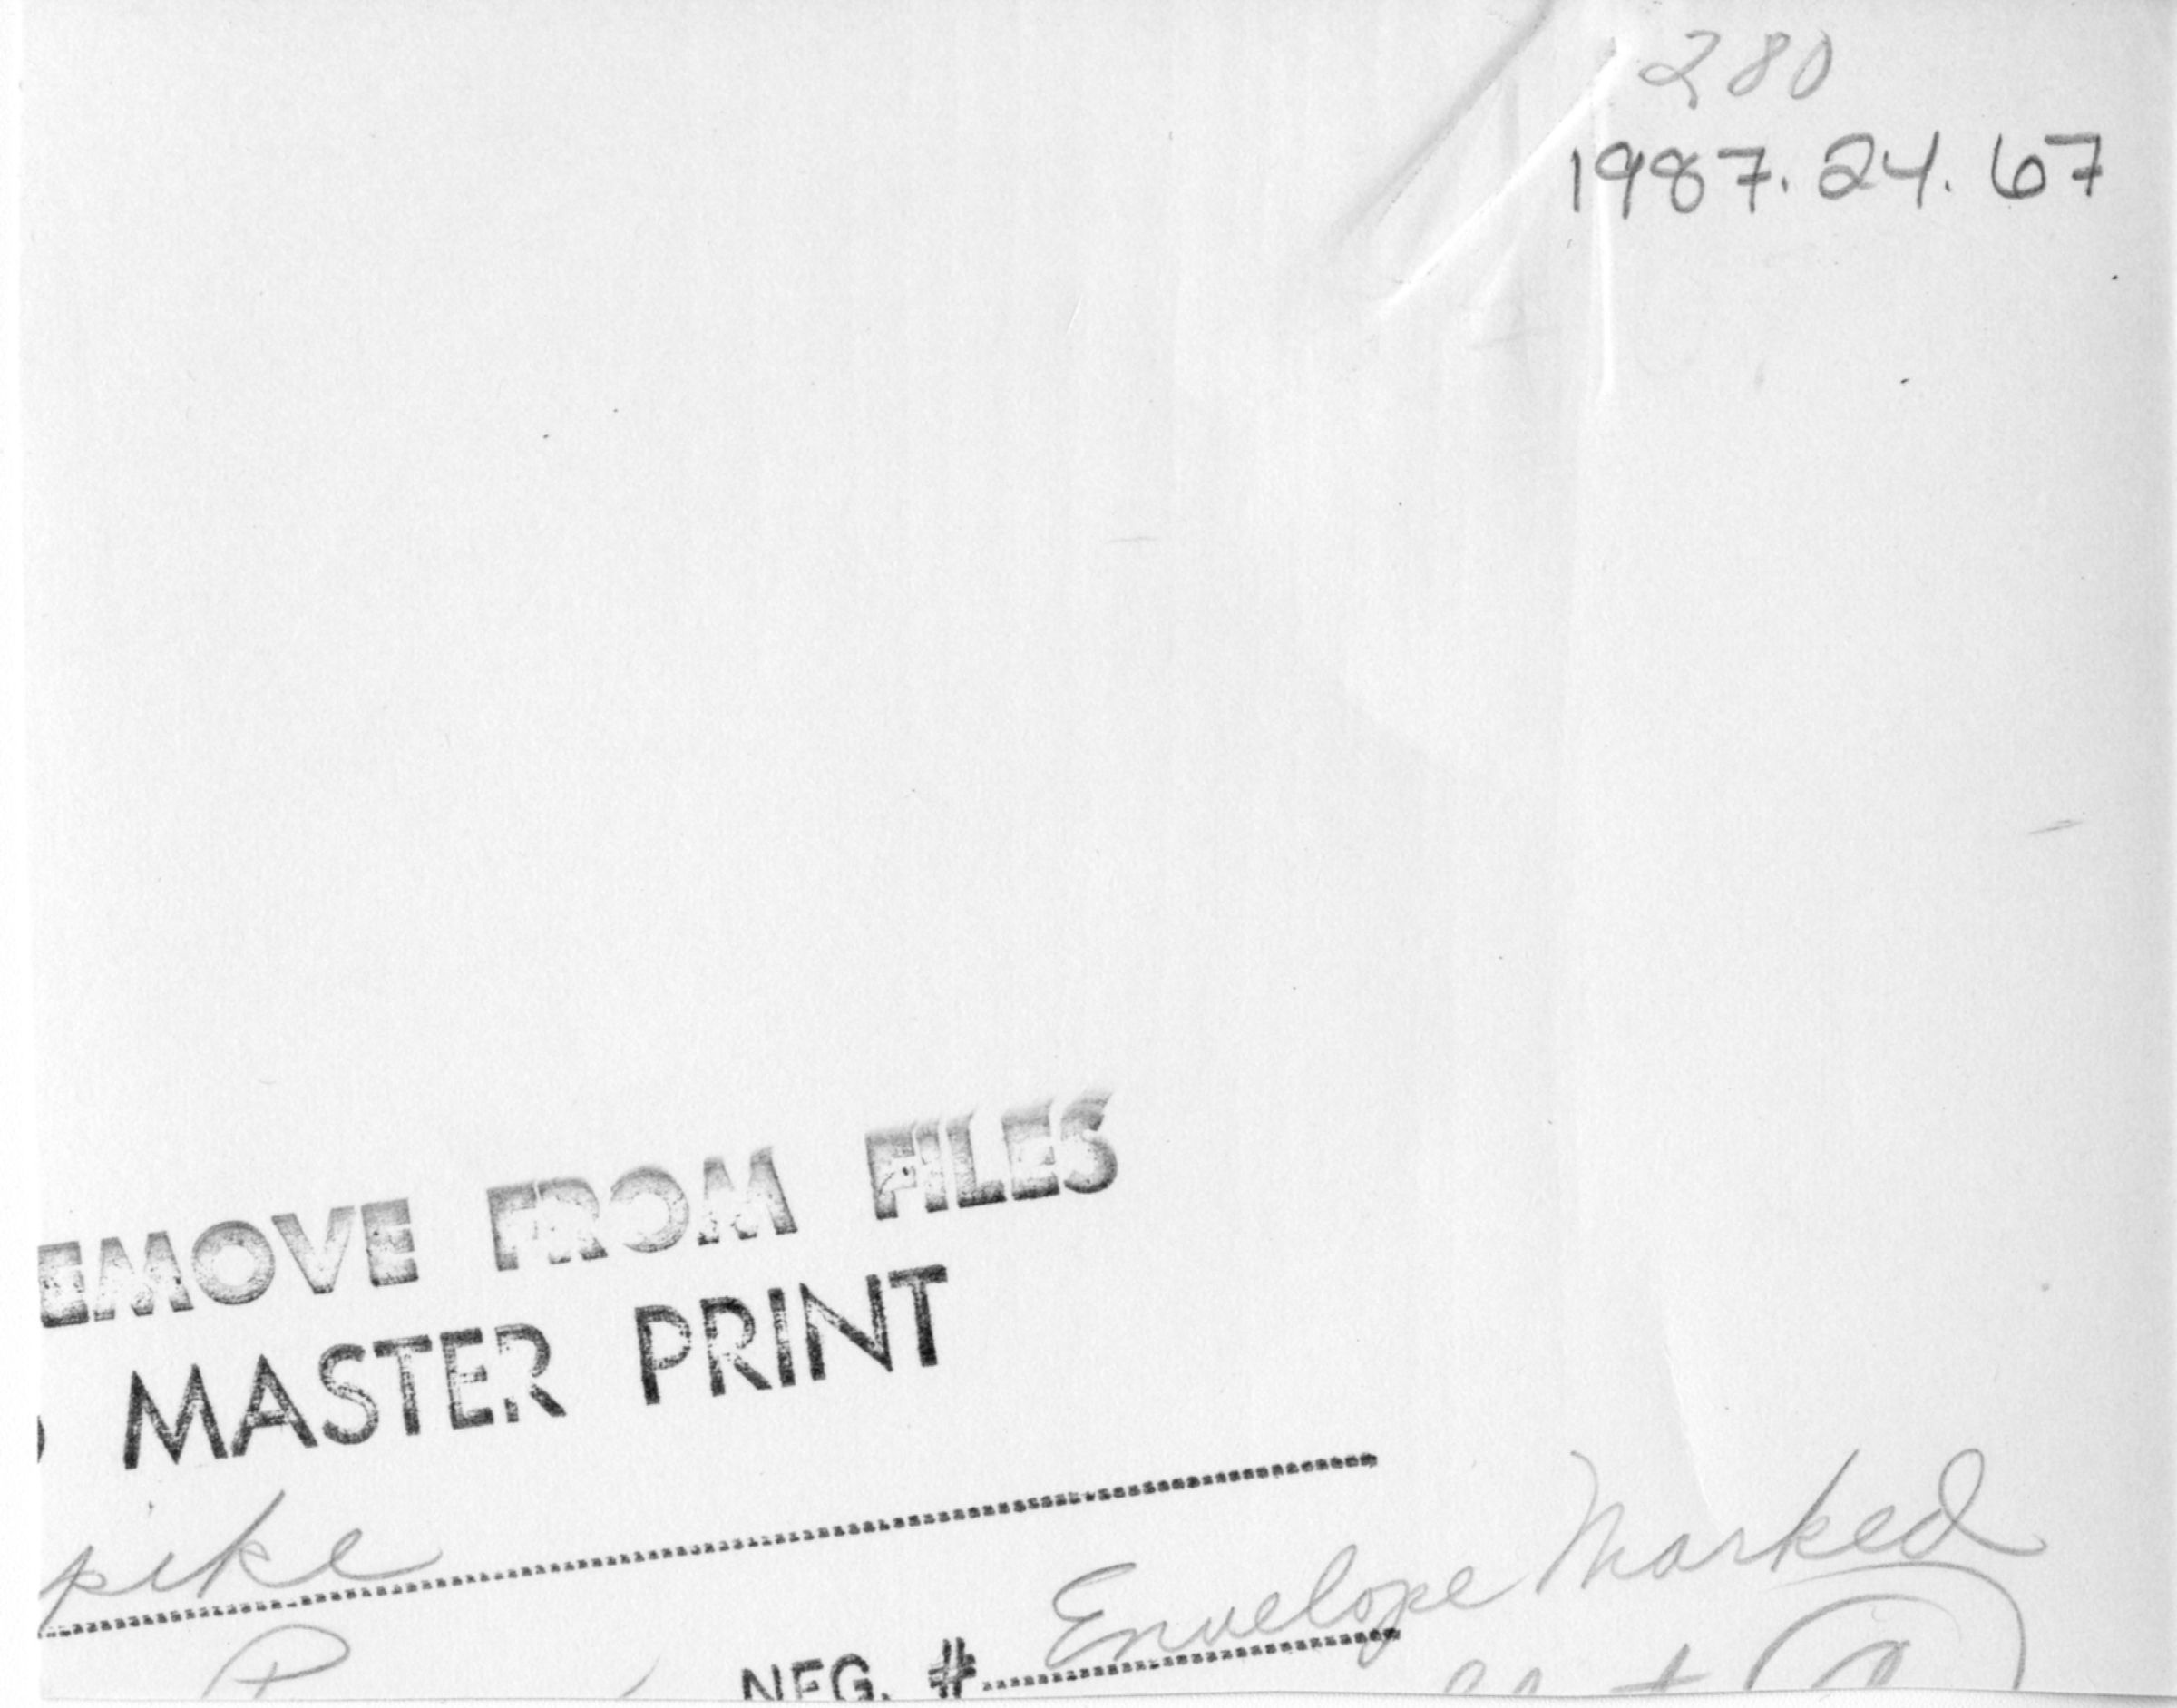 280
1987.24.67
EMOVE FROM FILES
MASTER PRINT
pike
NEG. # Envelope Marked